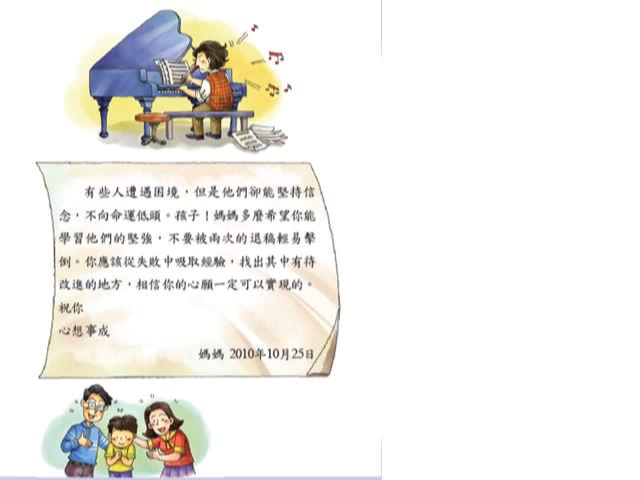 有些人遭遇困境，但是他們卻能堅持信
念，不向命運低頭。孩子！媽媽多麼希望你能
學習他們的堅強，不要被兩次的退稿輕易擊
倒。你應該從失敗中吸取經驗，找出其中有待
改進的地方，相信你的心願一定可以實現的。
祝你
心想事成
媽媽 2010年10月25日